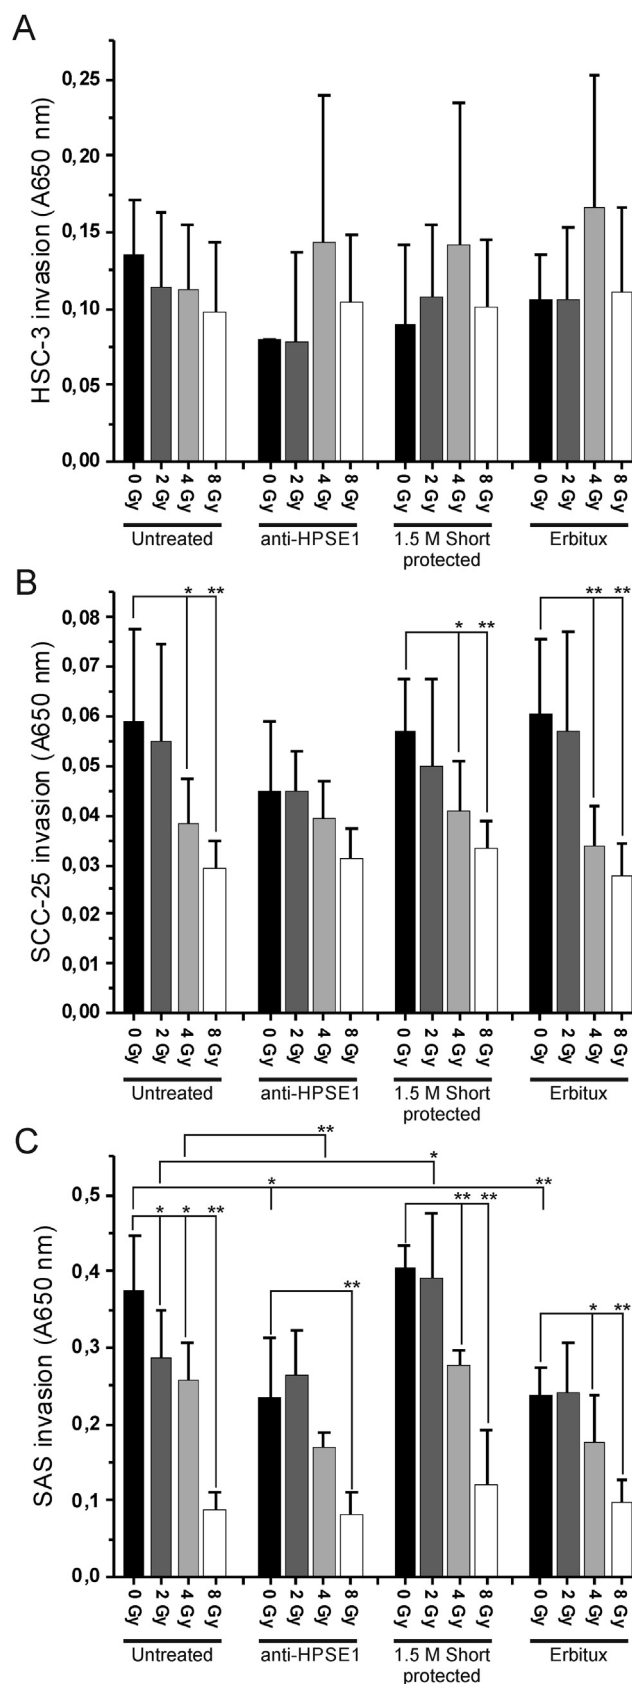 A
HSC-3 invasion (A650 nm)
0,25
0,20
0,15
0,10
0,05
0,00
0 Gy 2 Gy 4 Gy 8 Gy 0 Gy 2 Gy 4 Gy 8 Gy 0 Gy 2 Gy 4 Gy 8 Gy 0 Gy 2 Gy 4 Gy 8 Gy
Untreated anti-HPSE1 1.5 M Short Erbitux
protected
B
SCC-25 invasion (A650 nm)
* ** * ** ** **
0,08
0,07
0,06
0,05
0,04
0,03
0,02
0,01
0,00
0 Gy 2 Gy 4 Gy 8 Gy 0 Gy 2 Gy 4 Gy 8 Gy 0 Gy 2 Gy 4 Gy 8 Gy 0 Gy 2 Gy 4 Gy 8 Gy
Untreated anti-HPSE1 1.5 M Short Erbitux
protected
C
SAS invasion (A650 nm)
**
*
* **
* * ** ** ** ** * **
0,5
0,4
0,3
0,2
0,1
0,0
0 Gy 2 Gy 4 Gy 8 Gy 0 Gy 2 Gy 4 Gy 8 Gy 0 Gy 2 Gy 4 Gy 8 Gy 0 Gy 2 Gy 4 Gy 8 Gy
Untreated anti-HPSE1 1.5 M Short Erbitux
protected